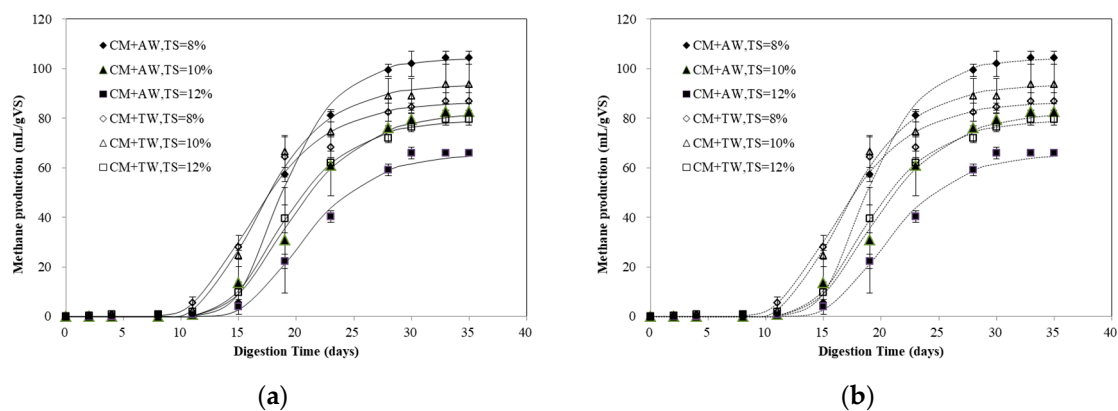 120
100
80
60
40
20
0
Methane production (mL/gVS)
CM+AW,TS=8%
CM+AW,TS=10%
CM+AW,TS=12%
CM+TW,TS=8%
CM+TW,TS=10%
CM+TW,TS=12%
0 5 10 15 20 25 30 35 40
Digestion Time (days)
(a)
120
100
80
60
40
20
0
Methane production (mL/gVS)
CM+AW,TS=8%
CM+AW,TS=10%
CM+AW,TS=12%
CM+TW,TS=8%
CM+TW,TS=10%
CM+TW,TS=12%
0 5 10 15 20 25 30 35 40
Digestion Time (days)
(b)